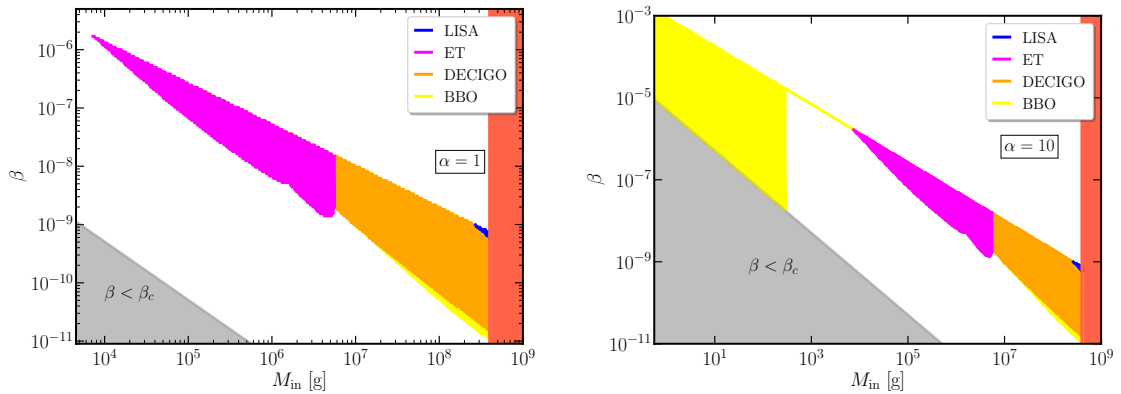 LISA
ET
DECIGO
BBO
α = 1
β < β_c
β
10^{-6}
10^{-7}
10^{-8}
10^{-9}
10^{-10}
10^{-11}
10^4 10^5 10^6 10^7 10^8 10^9
M_in [g]
LISA
ET
DECIGO
BBO
α = 10
β < β_c
β
10^{-3}
10^{-5}
10^{-7}
10^{-9}
10^{-11}
10^1 10^3 10^5 10^7 10^9
M_in [g]